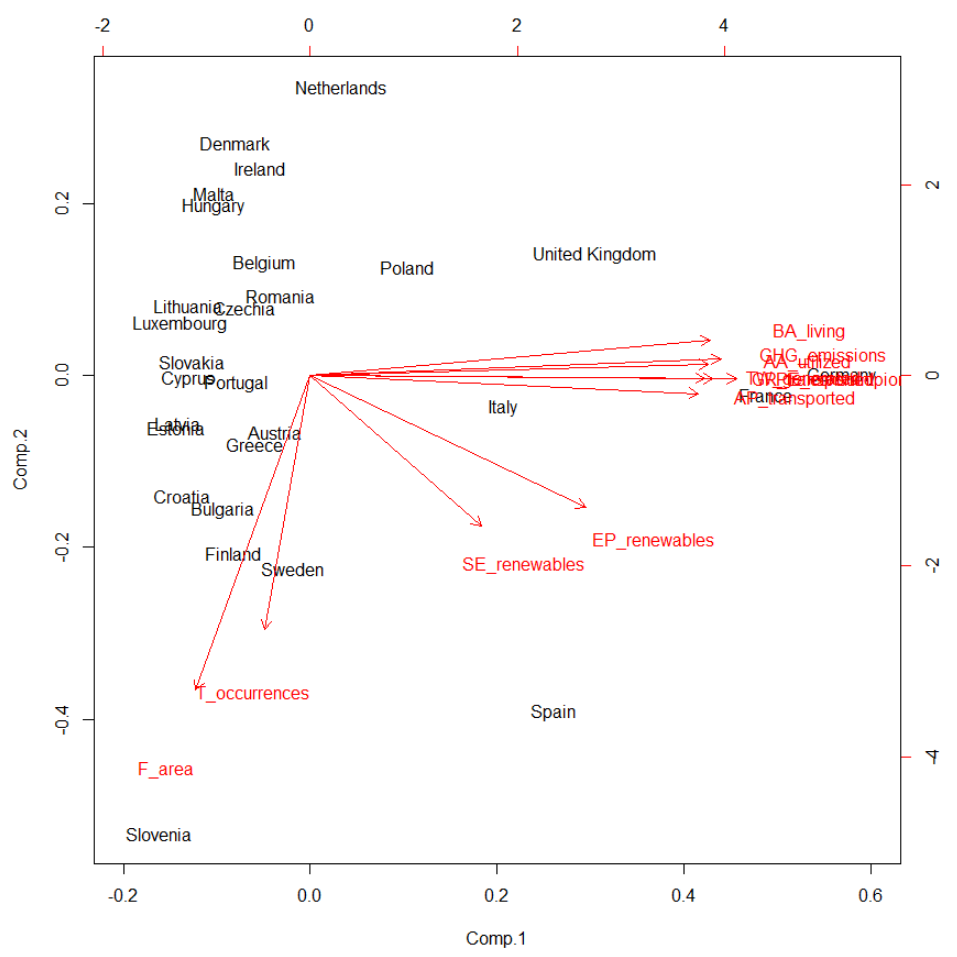 -2 0 2 4
Netherlands
Denmark
Ireland
Malta
Hungary
0.2
2
United Kingdom
Belgium
Poland
Romania
Lithuania
Czechia
Luxembourg
BA_living
GHG_emissions
AA_utilized
Slovakia
0.0
Cyprus
Portugal
Germany
0
France
AP_transported
Italy
Latvia
Estonia
Austria
Greece
Comp.2
Croatia
Bulgaria
-0.2
Finland
EP_renewables
SE_renewables
Sweden
-2
T_occurrences
-0.4
Spain
-4
F_area
Slovenia
-0.2 0.0 0.2 0.4 0.6
Comp.1